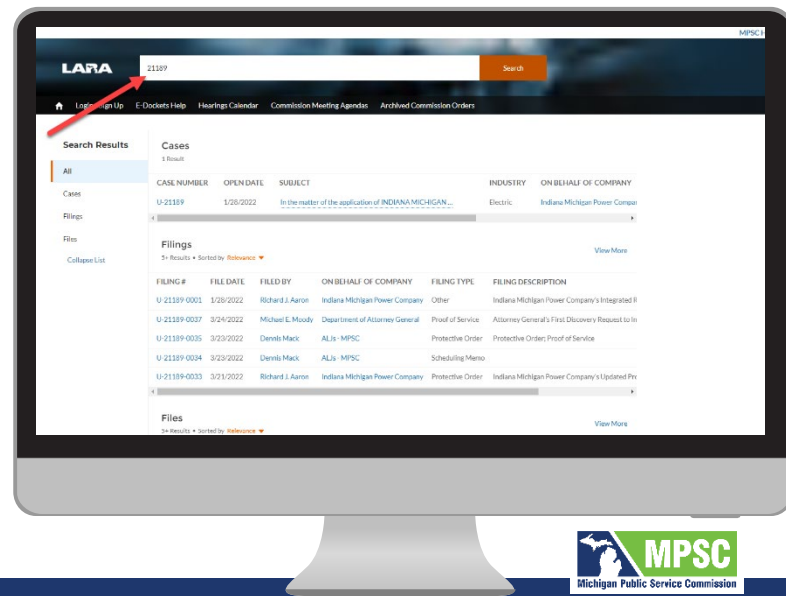 MPSC H
LARA 21189 Search
Login/Sign Up E-Dockets Help Hearings Calendar Commission Meeting Agendas Archived Commission Orders
Search Results
All
Cases
Filings
Files
Collapse List
Cases
1 Result
CASE NUMBER OPEN DATE SUBJECT INDUSTRY ON BEHALF OF COMPANY
U-21189 1/28/2022 In the matter of the application of INDIANA MICHIGAN ... Electric Indiana Michigan Power Compan
Filings
5+ Results • Sorted by Relevance
View More
FILING # FILE DATE FILED BY ON BEHALF OF COMPANY FILING TYPE FILING DESCRIPTION
U-21189-0001 1/28/2022 Richard J. Aaron Indiana Michigan Power Company Other Indiana Michigan Power Company's Integrated R
U-21189-0037 3/24/2022 Michael E. Moody Department of Attorney General Proof of Service Attorney General's First Discovery Request to In
U-21189-0035 3/23/2022 Dennis Mack ALJs - MPSC Protective Order Protective Order; Proof of Service
U-21189-0034 3/23/2022 Dennis Mack ALJs - MPSC Scheduling Memo
U-21189-0033 3/21/2022 Richard J. Aaron Indiana Michigan Power Company Protective Order Indiana Michigan Power Company's Updated Pro
Files
5+ Results • Sorted by Relevance
View More
MPSC
Michigan Public Service Commission